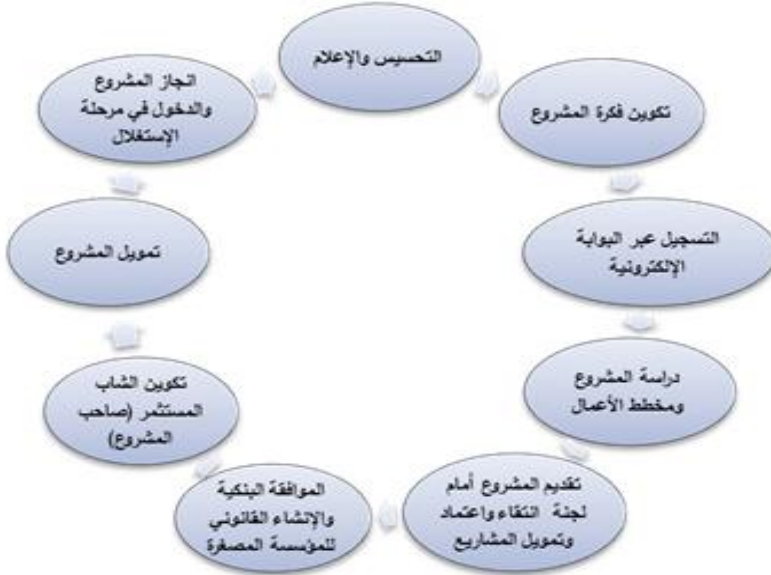 التحسيس والإعلام
تكوين فكرة المشروع
التسجيل عبر البوابة
الإلكترونية
دراسة المشروع
ومخطط الأعمال
تقديم المشروع أمام
لجنة انتقاء واعتماد
وتمويل المشاريع
الموافقة البنكية
والإنشاء القانوني
للمؤسسة المصغرة
تكوين الشاب
المستثمر (صاحب
المشروع)
تمويل المشروع
انجاز المشروع
والدخول في مرحلة
الإستغلال